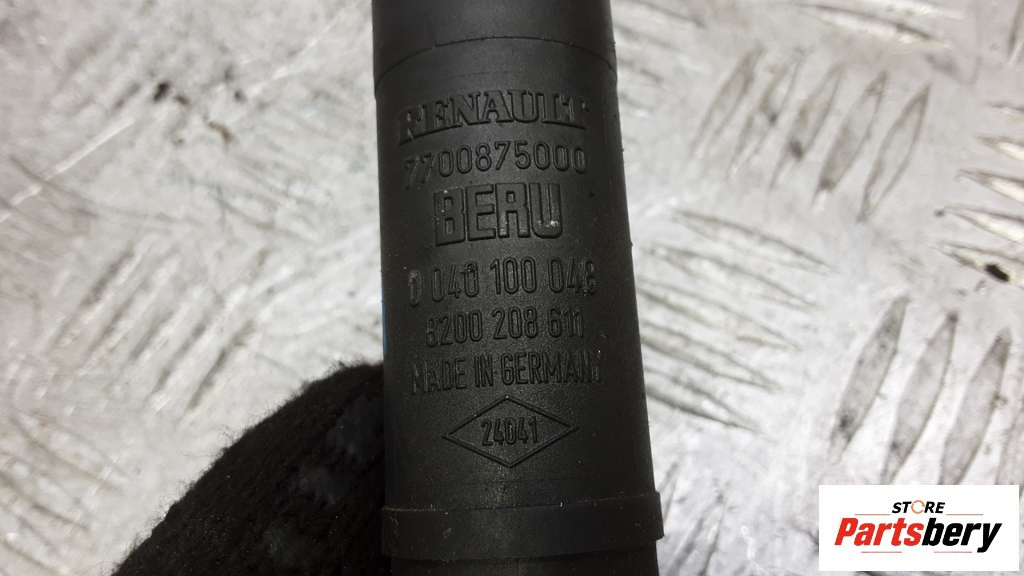 RENAULT
7700875000
BERU
0 040 100 048
8200 208 611
MADE IN GERMANY
24041
STORE
Partsbery